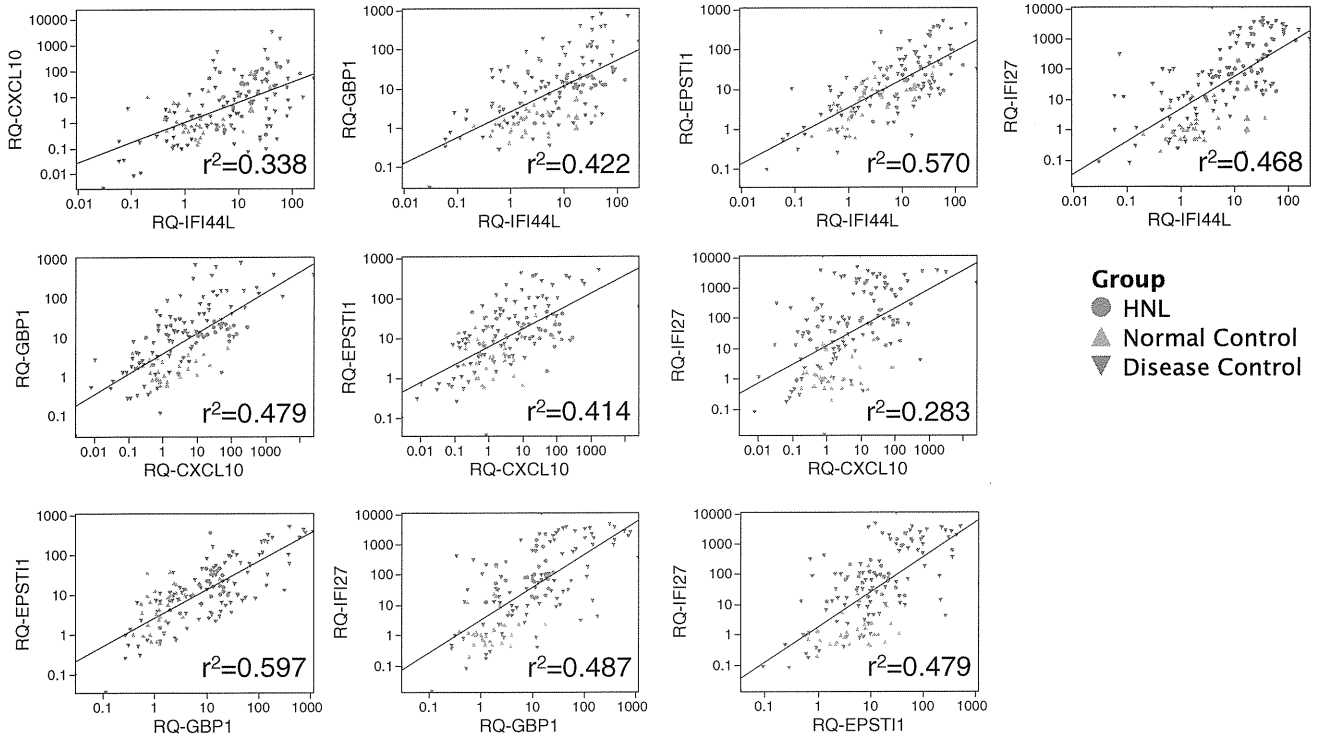 10000
1000
100
10
1
0.1
0.01
RQ-CXCL10
r²=0.338
0.01 0.1 1 10 100
RQ-IFI44L
1000
100
10
1
0.1
RQ-GBP1
r²=0.422
0.01 0.1 1 10 100
RQ-IFI44L
1000
100
10
1
0.1
RQ-EPSTI1
r²=0.570
0.01 0.1 1 10 100
RQ-IFI44L
10000
1000
100
10
1
0.1
RQ-IFI27
r²=0.468
0.01 0.1 1 10 100
RQ-IFI44L
1000
100
10
1
0.1
RQ-GBP1
r²=0.479
0.01 0.1 1 10 100 1000
RQ-CXCL10
1000
100
10
1
0.1
RQ-EPSTI1
r²=0.414
0.01 0.1 1 10 100 1000
RQ-CXCL10
10000
1000
100
10
1
0.1
RQ-IFI27
r²=0.283
0.01 0.1 1 10 100 1000
RQ-CXCL10
Group
HNL
Normal Control
Disease Control
1000
100
10
1
0.1
RQ-EPSTI1
r²=0.597
0.1 1 10 100 1000
RQ-GBP1
10000
1000
100
10
1
0.1
RQ-IFI27
r²=0.487
0.1 1 10 100 1000
RQ-GBP1
10000
1000
100
10
1
0.1
RQ-IFI27
r²=0.479
0.1 1 10 100 1000
RQ-EPSTI1